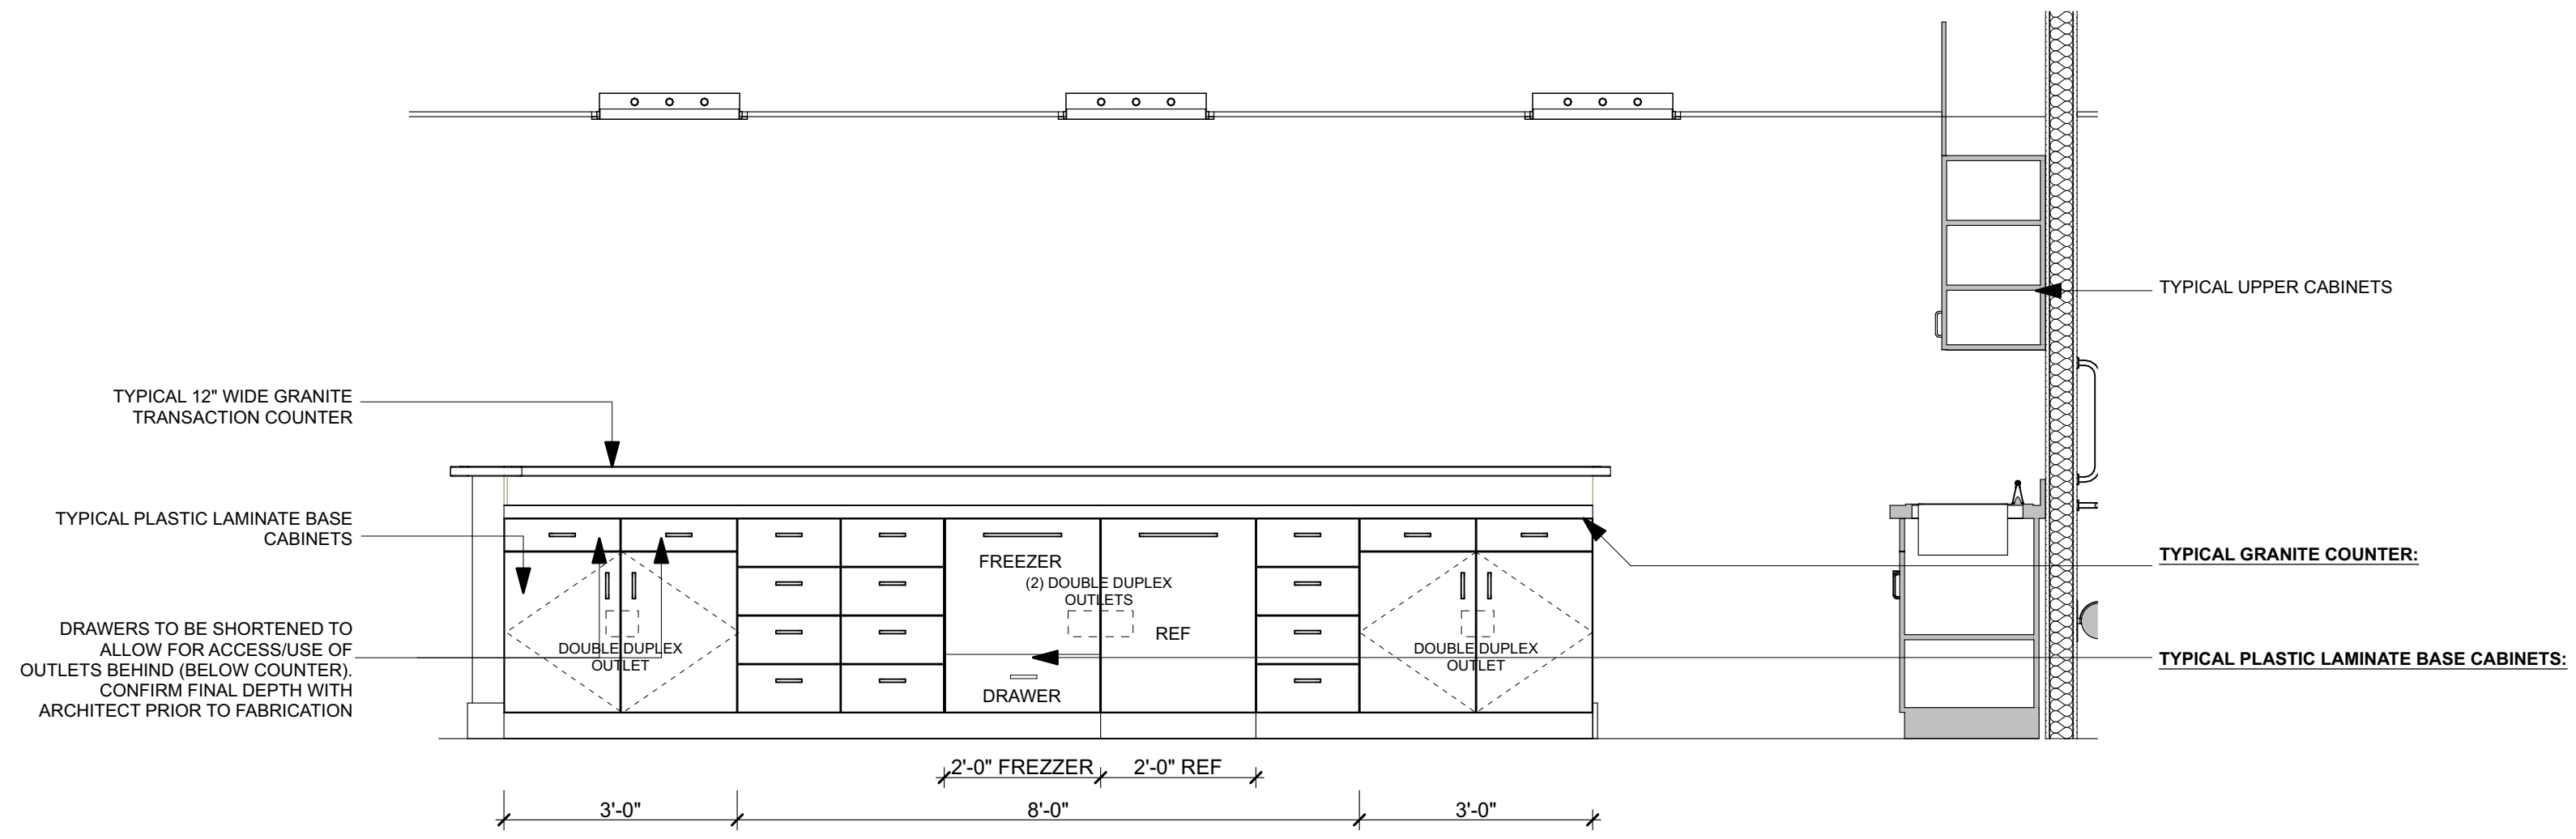 TYPICAL UPPER CABINETS
TYPICAL 12" WIDE GRANITE
TRANSACTION COUNTER
TYPICAL PLASTIC LAMINATE BASE
CABINETS
DRAWERS TO BE SHORTENED TO
ALLOW FOR ACCESS/USE OF
OUTLETS BEHIND (BELOW COUNTER).
CONFIRM FINAL DEPTH WITH
ARCHITECT PRIOR TO FABRICATION
DOUBLE DUPLEX
OUTLET
FREEZER
(2) DOUBLE DUPLEX
OUTLETS
REF
DRAWER
DOUBLE DUPLEX
OUTLET
TYPICAL GRANITE COUNTER:
TYPICAL PLASTIC LAMINATE BASE CABINETS:
2'-0" FREZZER
2'-0" REF
3'-0"
8'-0"
3'-0"